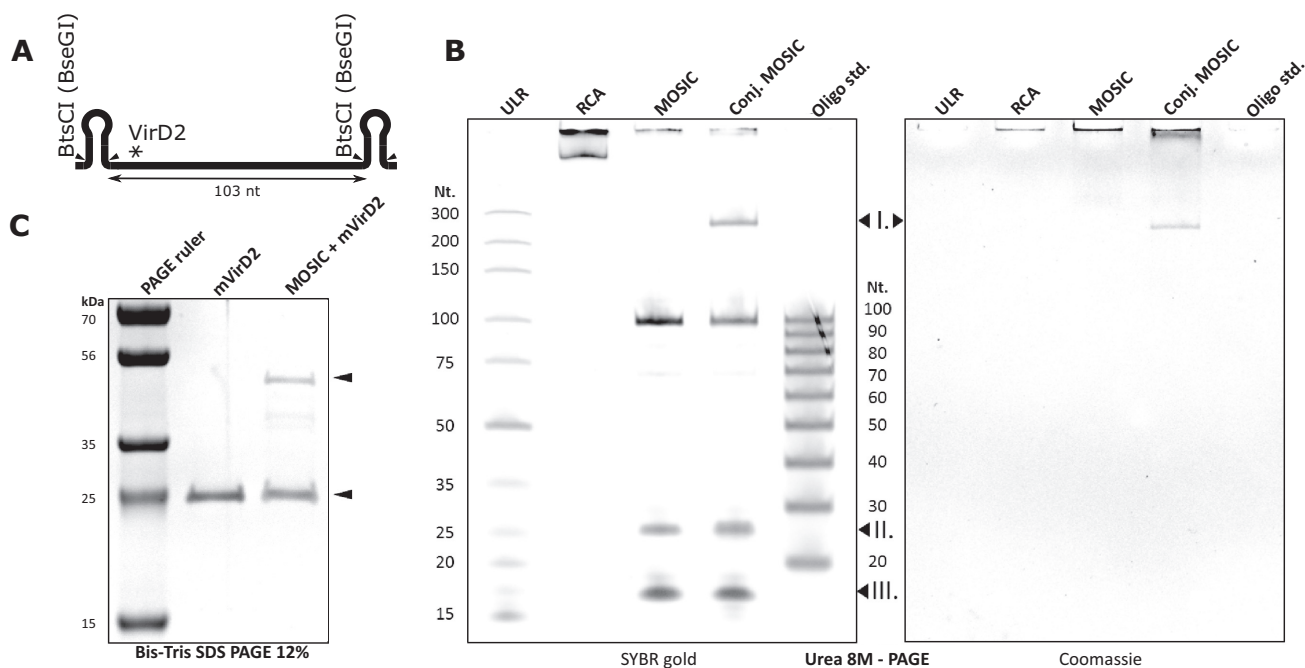 A
BtsCI (BseGI)
VirD2
*
BtsCI (BseGI)
103 nt
B
ULR
RCA
MOSIC
Conj. MOSIC
Oligo std.
Nt.
300
200
150
100
75
50
35
25
20
15
I.
Nt.
100
90
80
70
60
50
40
30
II.
20
III.
ULR
RCA
MOSIC
Conj. MOSIC
Oligo std.
SYBR gold
Urea 8M - PAGE
Coomassie
C
PAGE ruler
mVirD2
MOSIC + mVirD2
kDa
70
56
35
25
15
Bis-Tris SDS PAGE 12%